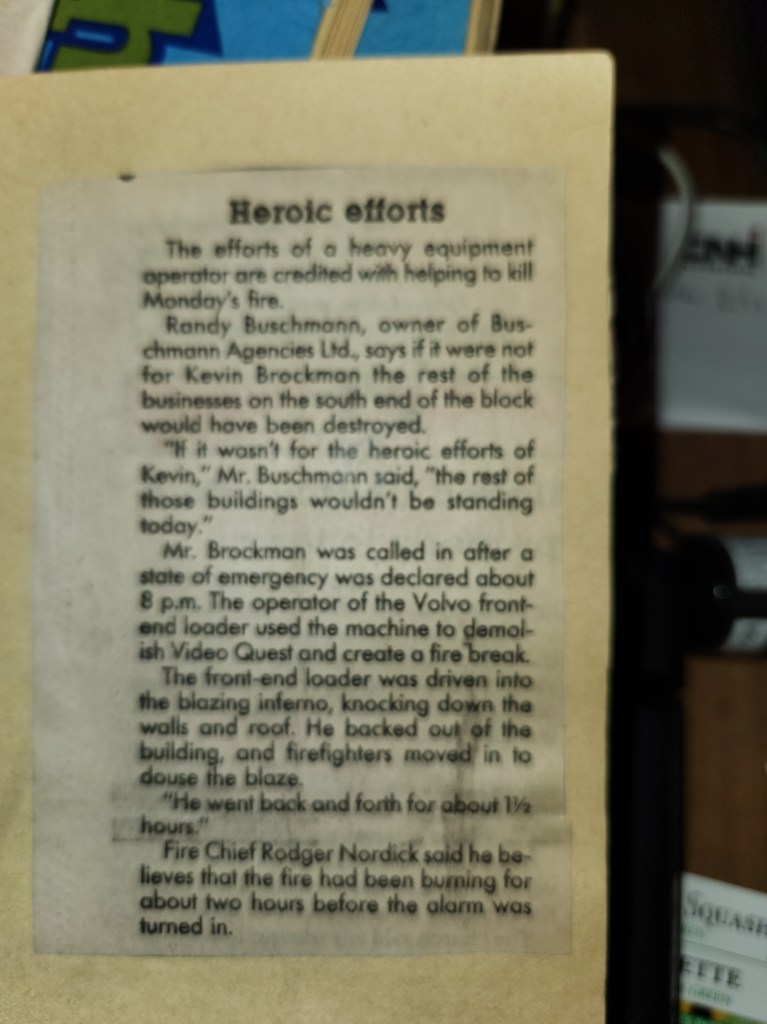 Heroic efforts
The efforts of a heavy equipment
operator are credited with helping to kill
Monday's fire.
Randy Buschmann, owner of Bus-
chmann Agencies Ltd., says if it were not
for Kevin Brockman the rest of the
businesses on the south end of the block
would have been destroyed.
"If it wasn't for the heroic efforts of
Kevin," Mr. Buschmann said, "the rest of
those buildings wouldn't be standing
today."
Mr. Brockman was called in after a
state of emergency was declared about
8 p.m. The operator of the Volvo front-
end loader used the machine to demol-
ish Video Quest and create a fire break.
The front-end loader was driven into
the blazing inferno, knocking down the
walls and roof. He backed out of the
building, and firefighters moved in to
douse the blaze.
"He went back and forth for about 1½
hours."
Fire Chief Rodger Nordick said he be-
lieves that the fire had been burning for
about two hours before the alarm was
turned in.
SQUASH
ETTE